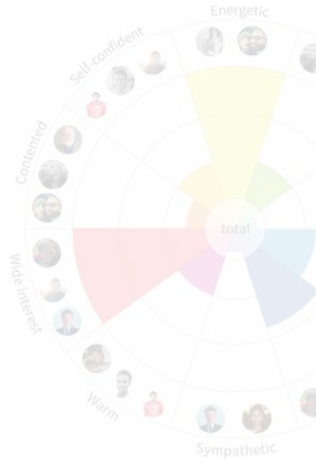 Energetic
Self-confident
Contented
total
Wide interest
Warm
Sympathetic